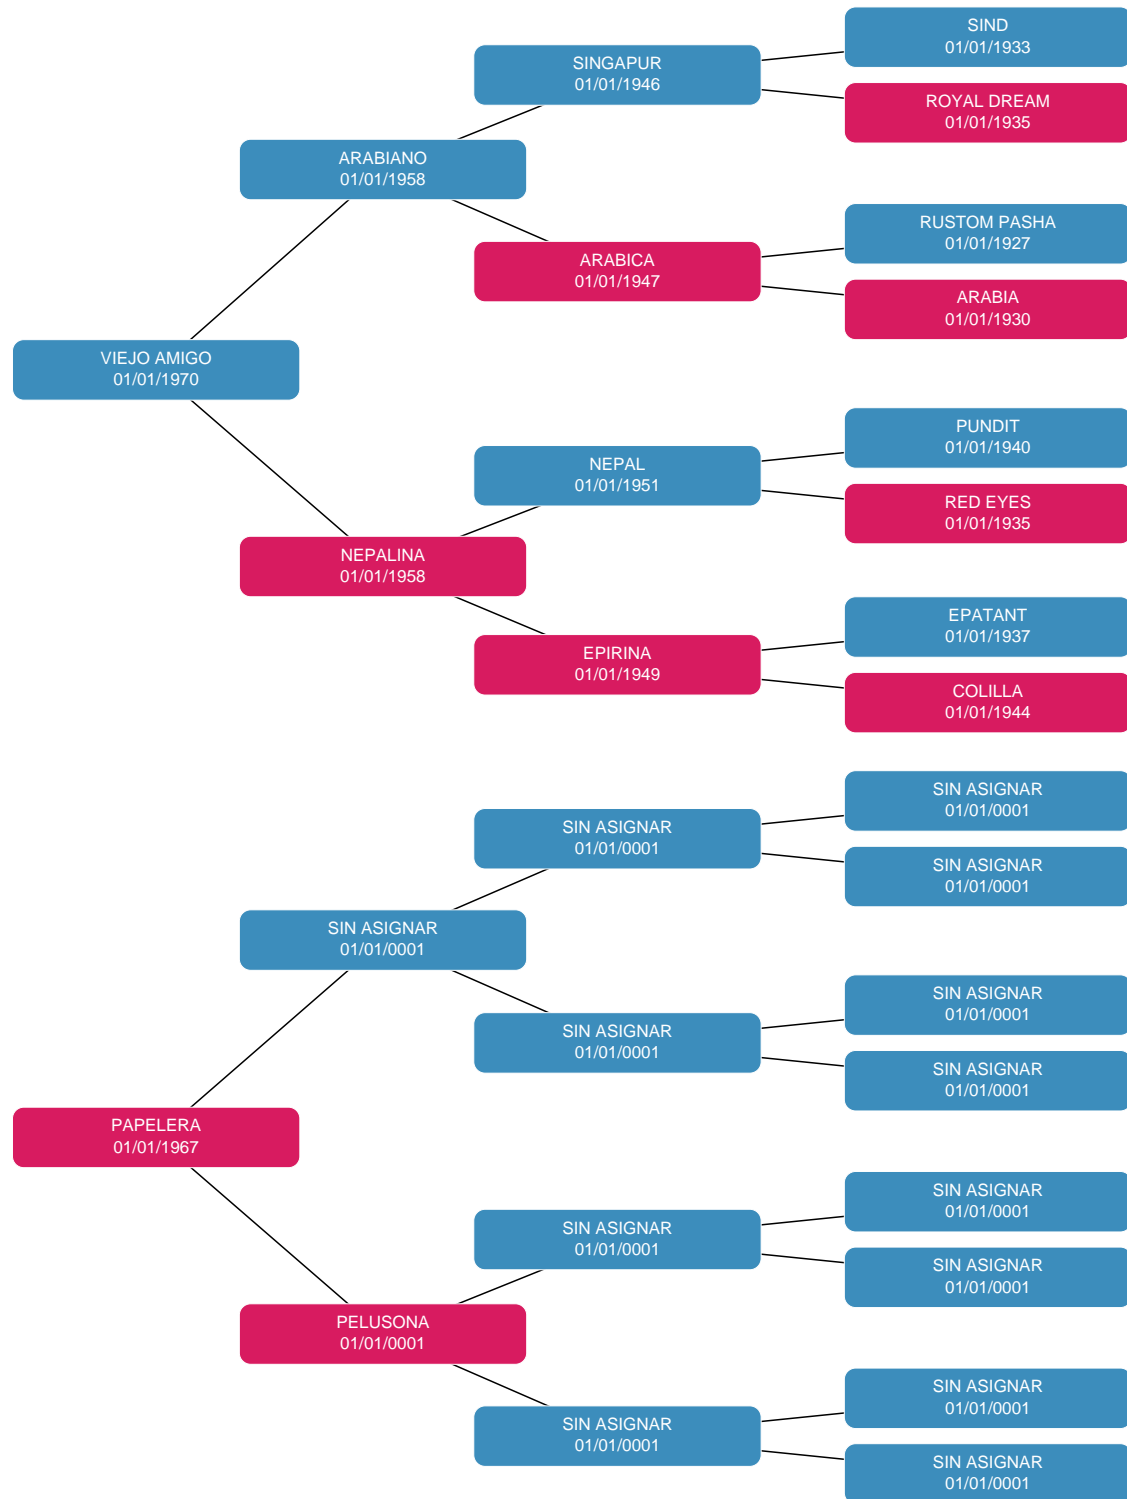 SIND
01/01/1933
SINGAPUR
01/01/1946
ROYAL DREAM
01/01/1935
ARABIANO
01/01/1958
RUSTOM PASHA
01/01/1927
ARABICA
01/01/1947
ARABIA
01/01/1930
VIEJO AMIGO
01/01/1970
PUNDIT
01/01/1940
NEPAL
01/01/1951
RED EYES
01/01/1935
NEPALINA
01/01/1958
EPATANT
01/01/1937
EPIRINA
01/01/1949
COLILLA
01/01/1944
SIN ASIGNAR
01/01/0001
SIN ASIGNAR
01/01/0001
SIN ASIGNAR
01/01/0001
SIN ASIGNAR
01/01/0001
SIN ASIGNAR
01/01/0001
SIN ASIGNAR
01/01/0001
SIN ASIGNAR
01/01/0001
PAPELERA
01/01/1967
SIN ASIGNAR
01/01/0001
SIN ASIGNAR
01/01/0001
SIN ASIGNAR
01/01/0001
PELUSONA
01/01/0001
SIN ASIGNAR
01/01/0001
SIN ASIGNAR
01/01/0001
SIN ASIGNAR
01/01/0001